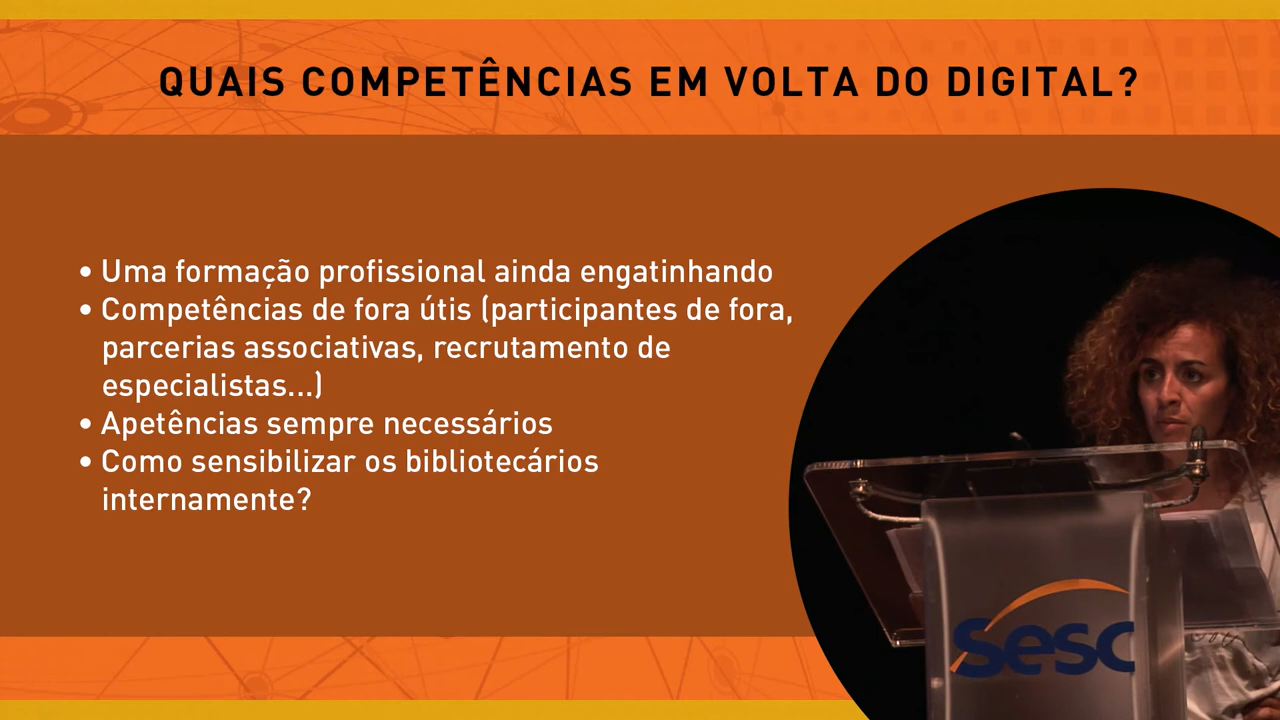 QUAIS COMPETÊNCIAS EM VOLTA DO DIGITAL?
• Uma formação profissional ainda engatinhando
• Competências de fora útis (participantes de fora,
parcerias associativas, recrutamento de
especialistas...)
• Apetências sempre necessários
• Como sensibilizar os bibliotecários
internamente?
sesc